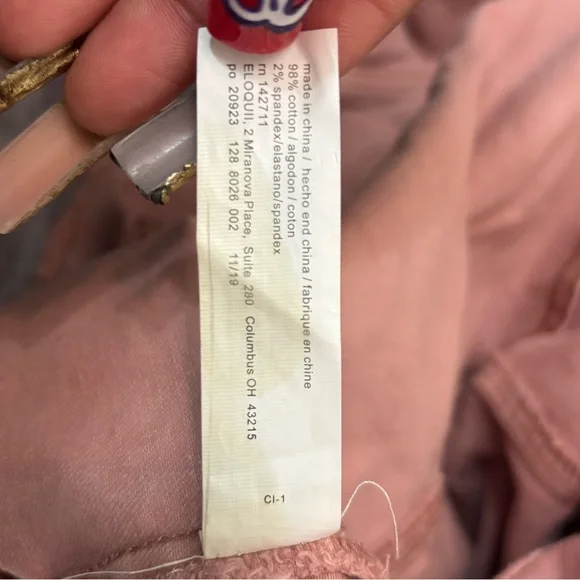 made in china / hecho end china / fabrique en chine
98% cotton / algodon / coton
2% spandex/elastano/spandex
rn 142711
ELOQUII, 2 Miranova Place, Suite 280 Columbus OH 43215
po 20923 128 8026 002 11/19
CI-1